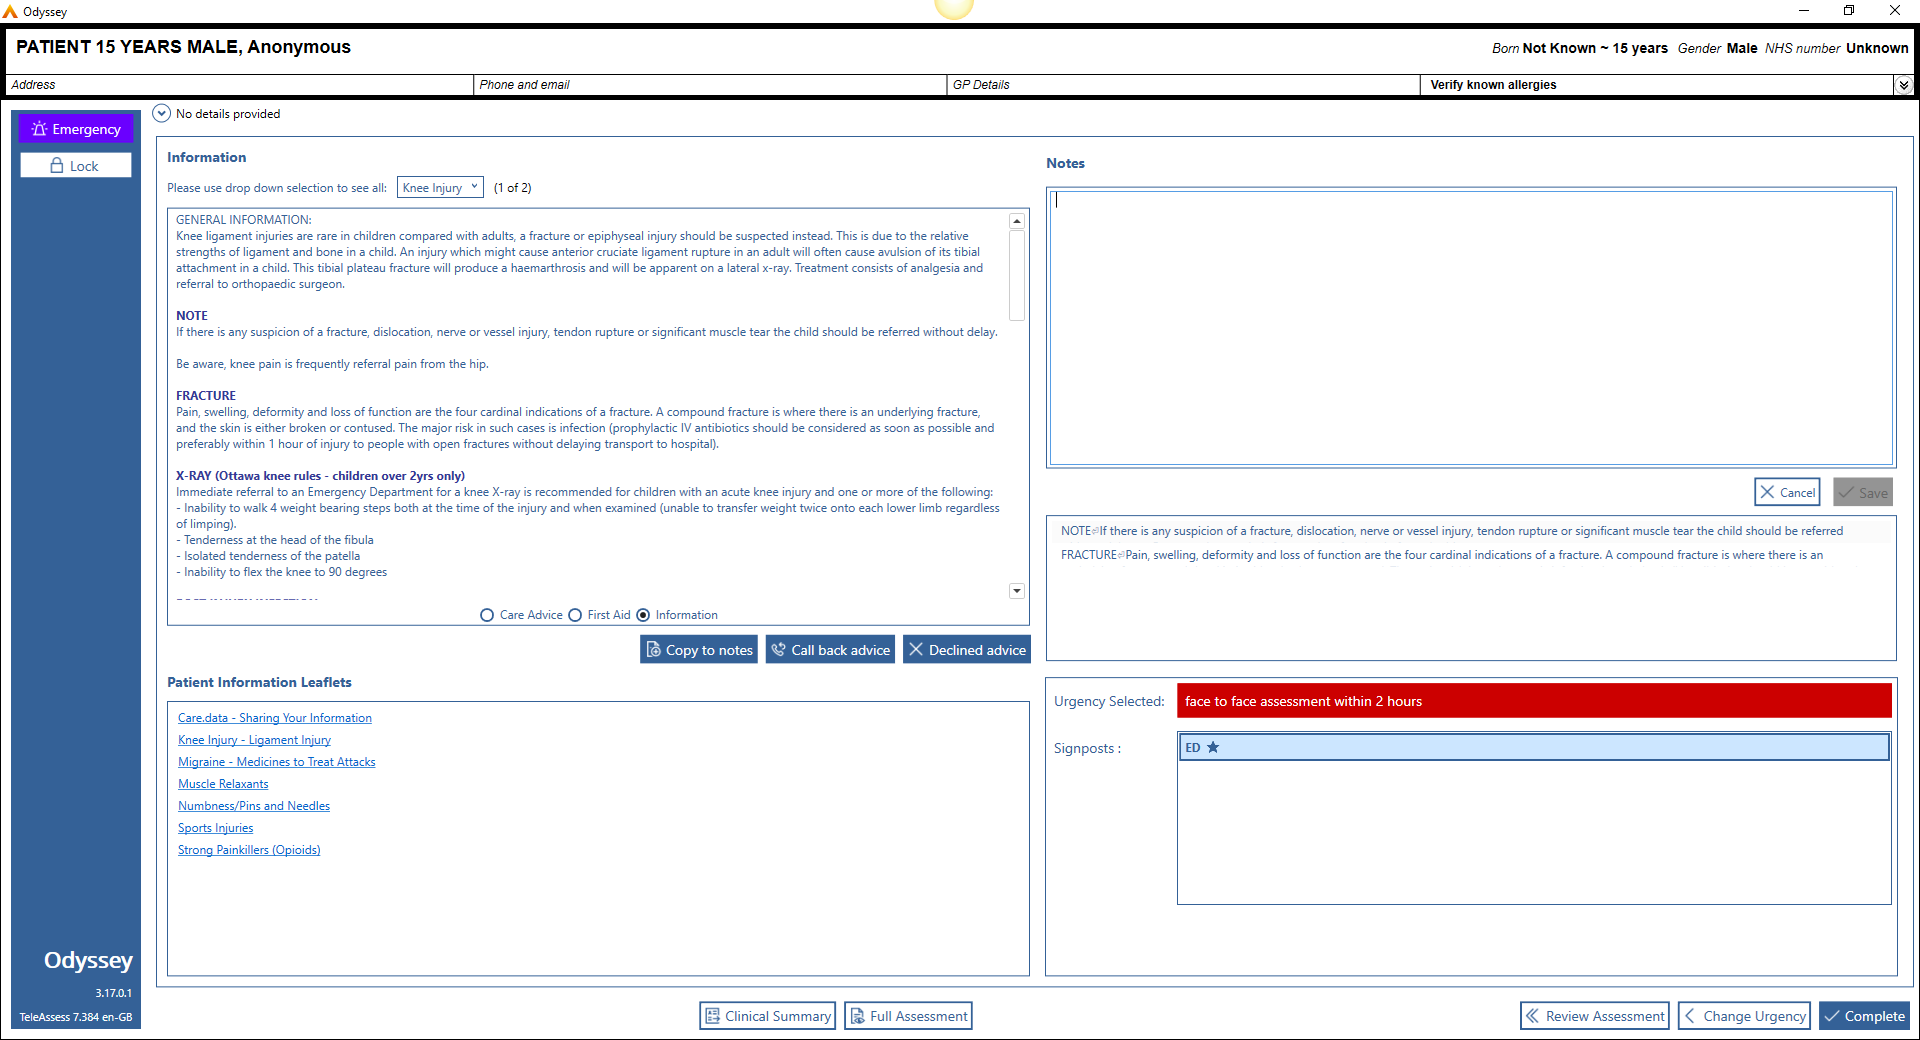 Odyssey
PATIENT 15 YEARS MALE, Anonymous
Born Not Known ~ 15 years Gender Male NHS number Unknown
Address
Phone and email
GP Details
Verify known allergies
Emergency
Lock
No details provided
Information
Please use drop down selection to see all: Knee Injury (1 of 2)
GENERAL INFORMATION:
Knee ligament injuries are rare in children compared with adults, a fracture or epiphyseal injury should be suspected instead. This is due to the relative
strengths of ligament and bone in a child. An injury which might cause anterior cruciate ligament rupture in an adult will often cause avulsion of its tibial
attachment in a child. This tibial plateau fracture will produce a haemarthrosis and will be apparent on a lateral x-ray. Treatment consists of analgesia and
referral to orthopaedic surgeon.
NOTE
If there is any suspicion of a fracture, dislocation, nerve or vessel injury, tendon rupture or significant muscle tear the child should be referred without delay.
Be aware, knee pain is frequently referral pain from the hip.
FRACTURE
Pain, swelling, deformity and loss of function are the four cardinal indications of a fracture. A compound fracture is where there is an underlying fracture,
and the skin is either broken or contused. The major risk in such cases is infection (prophylactic IV antibiotics should be considered as soon as possible and
preferably within 1 hour of injury to people with open fractures without delaying transport to hospital).
X-RAY (Ottawa knee rules - children over 2yrs only)
Immediate referral to an Emergency Department for a knee X-ray is recommended for children with an acute knee injury and one or more of the following:
- Inability to walk 4 weight bearing steps both at the time of the injury and when examined (unable to transfer weight twice onto each lower limb regardless
of limping).
- Tenderness at the head of the fibula
- Isolated tenderness of the patella
- Inability to flex the knee to 90 degrees
Care Advice First Aid Information
Copy to notes
Call back advice
Declined advice
Patient Information Leaflets
Care.data - Sharing Your Information
Knee Injury - Ligament Injury
Migraine - Medicines to Treat Attacks
Muscle Relaxants
Numbness/Pins and Needles
Sports Injuries
Strong Painkillers (Opioids)
Notes
Cancel
Save
NOTE⏎If there is any suspicion of a fracture, dislocation, nerve or vessel injury, tendon rupture or significant muscle tear the child should be referred
FRACTURE⏎Pain, swelling, deformity and loss of function are the four cardinal indications of a fracture. A compound fracture is where there is an
Urgency Selected: face to face assessment within 2 hours
Signposts : ED ★
Odyssey
3.17.0.1
TeleAssess 7.384 en-GB
Clinical Summary
Full Assessment
Review Assessment
Change Urgency
Complete